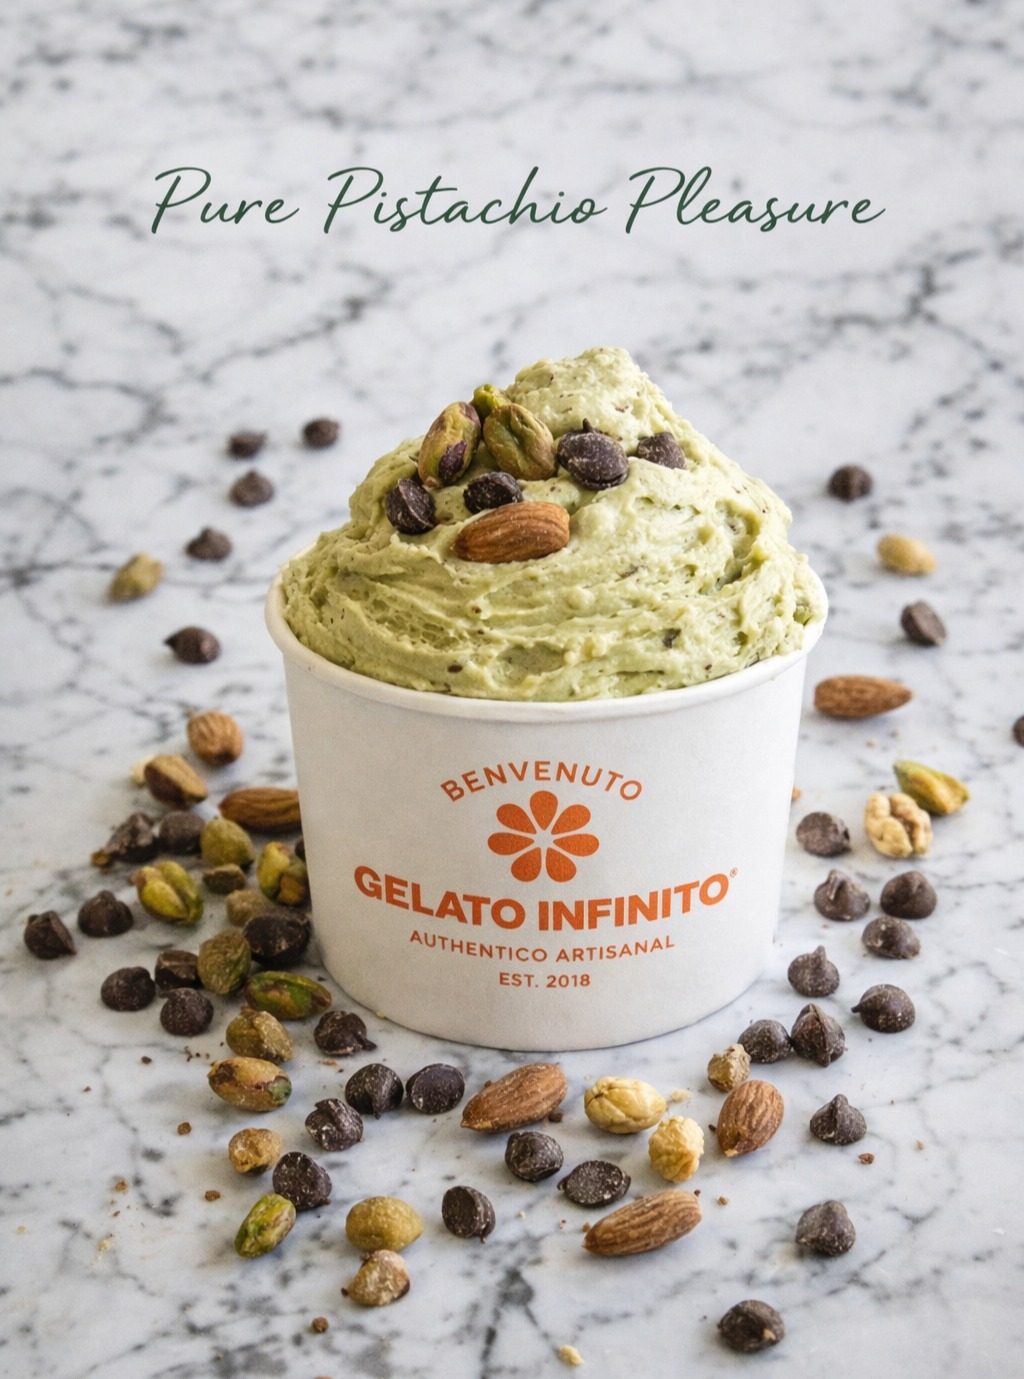 Pure Pistachio Pleasure
BENVENUTO
GELATO INFINITO®
AUTHENTICO ARTISANAL
EST. 2018